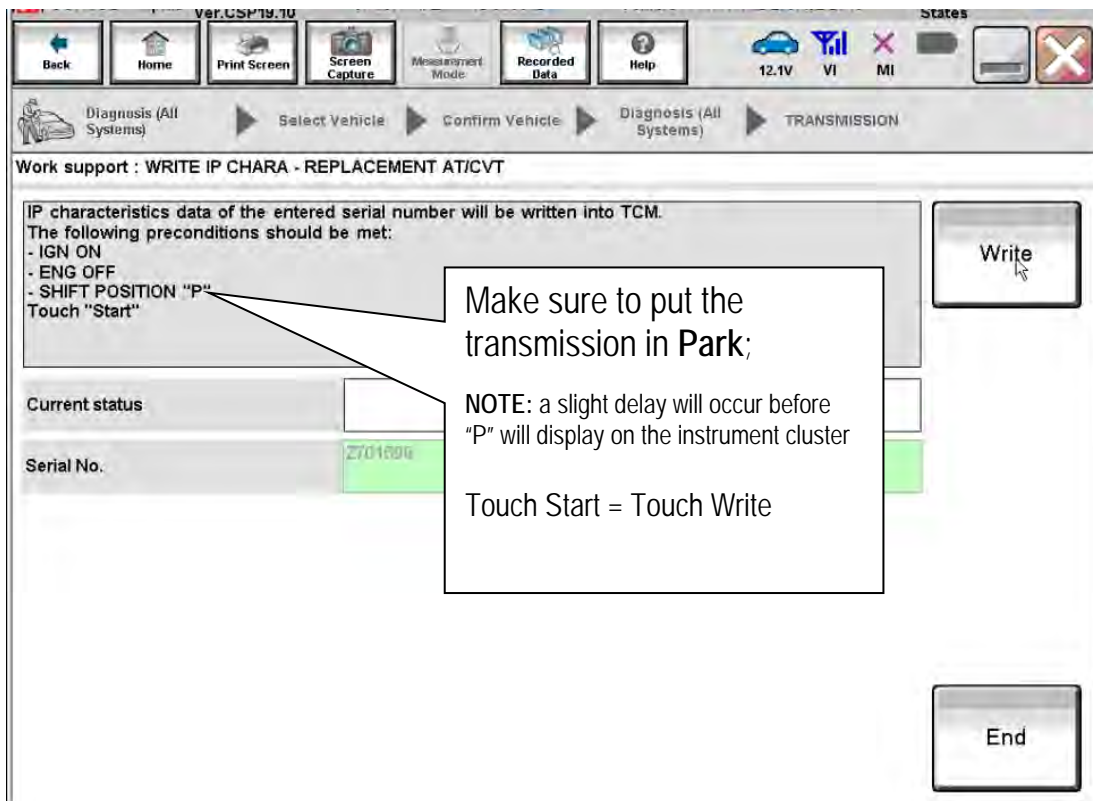 Ver.CSP19.10
States
Back
Home
Print Screen
Screen
Capture
Measurement
Mode
Recorded
Data
Help
12.1V
VI
MI
Diagnosis (All
Systems)
Select Vehicle
Confirm Vehicle
Diagnosis (All
Systems)
TRANSMISSION
Work support : WRITE IP CHARA - REPLACEMENT AT/CVT
IP characteristics data of the entered serial number will be written into TCM.
The following preconditions should be met:
- IGN ON
- ENG OFF
- SHIFT POSITION "P"
Touch "Start"
Write
Make sure to put the
transmission in Park;
NOTE: a slight delay will occur before
“P” will display on the instrument cluster
Touch Start = Touch Write
Current status
Serial No.
End